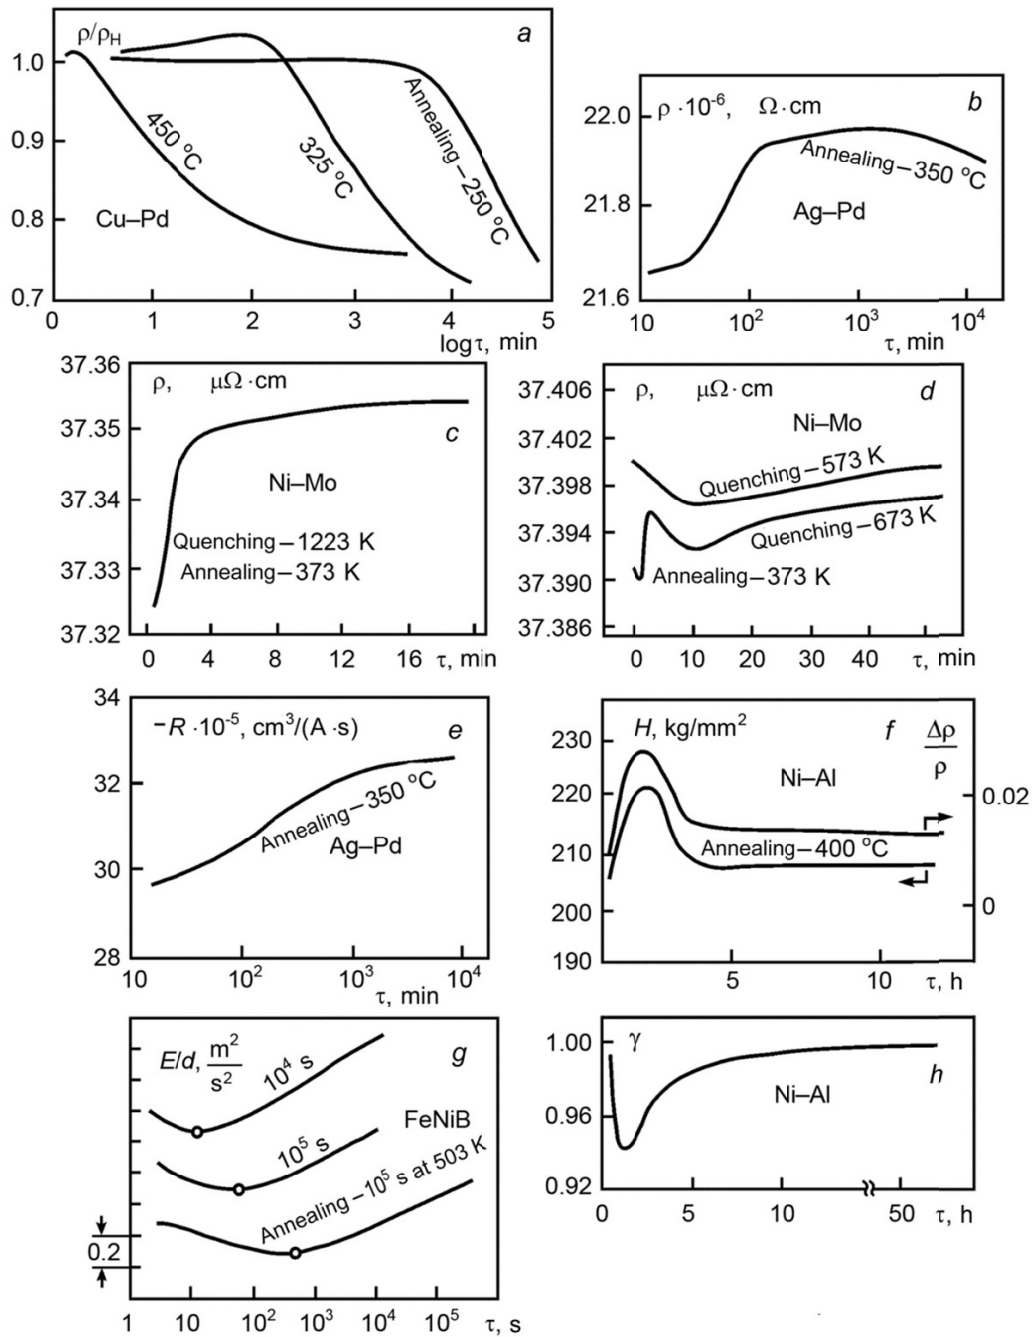 ρ/ρH
a
1.0
0.9
0.8
0.7
450 °C
325 °C
Annealing – 250 °C
Cu–Pd
0 1 2 3 4 5
log τ, min
ρ ·10-6, Ω·cm
b
22.0
21.8
21.6
Annealing – 350 °C
Ag–Pd
10 10² 10³ 10⁴
τ, min
37.36
37.35
37.34
37.33
37.32
ρ, μΩ·cm
c
Ni–Mo
Quenching – 1223 K
Annealing – 373 K
0 4 8 12 16 τ, min
37.406
37.402
37.398
37.394
37.390
37.386
ρ, μΩ·cm
d
Ni–Mo
Quenching – 573 K
Quenching – 673 K
Annealing – 373 K
0 10 20 30 40 τ, min
34
32
30
28
−R ·10-5, cm³/(A·s)
e
Annealing – 350 °C
Ag–Pd
10 10² 10³ 10⁴
τ, min
H, kg/mm²
f
Δρ
ρ
230
220
210
200
190
0.02
0
Ni–Al
Annealing – 400 °C
5 10 τ, h
E/d, m²
s²
g
10⁴ s
10⁵ s
FeNiB
Annealing – 10⁵ s at 503 K
0.2
1 10 10² 10³ 10⁴ 10⁵ τ, s
γ
h
1.00
0.96
0.92
Ni–Al
0 5 10 50 τ, h